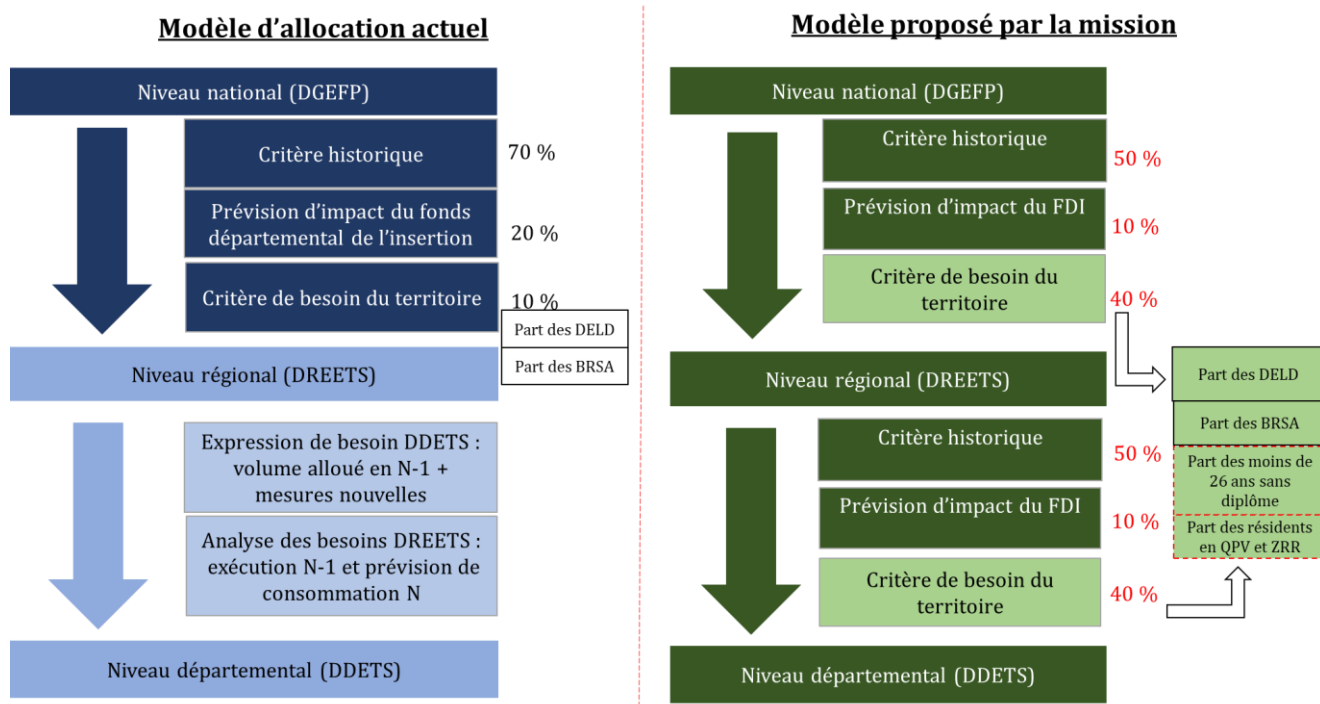 Modèle d'allocation actuel
Niveau national (DGEFP)
Critère historique
70 %
Prévision d'impact du fonds
départemental de l'insertion
20 %
Critère de besoin du territoire
10 %
Part des DELD
Part des BRSA
Niveau régional (DREETS)
Expression de besoin DDETS :
volume alloué en N-1 +
mesures nouvelles
Analyse des besoins DREETS :
exécution N-1 et prévision de
consommation N
Niveau départemental (DDETS)
Modèle proposé par la mission
Niveau national (DGEFP)
Critère historique
50 %
Prévision d'impact du FDI
10 %
Critère de besoin du
territoire
40 %
Niveau régional (DREETS)
Critère historique
50 %
Prévision d'impact du FDI
10 %
Critère de besoin du
territoire
40 %
Part des DELD
Part des BRSA
Part des moins de
26 ans sans
diplôme
Part des résidents
en QPV et ZRR
Niveau départemental (DDETS)